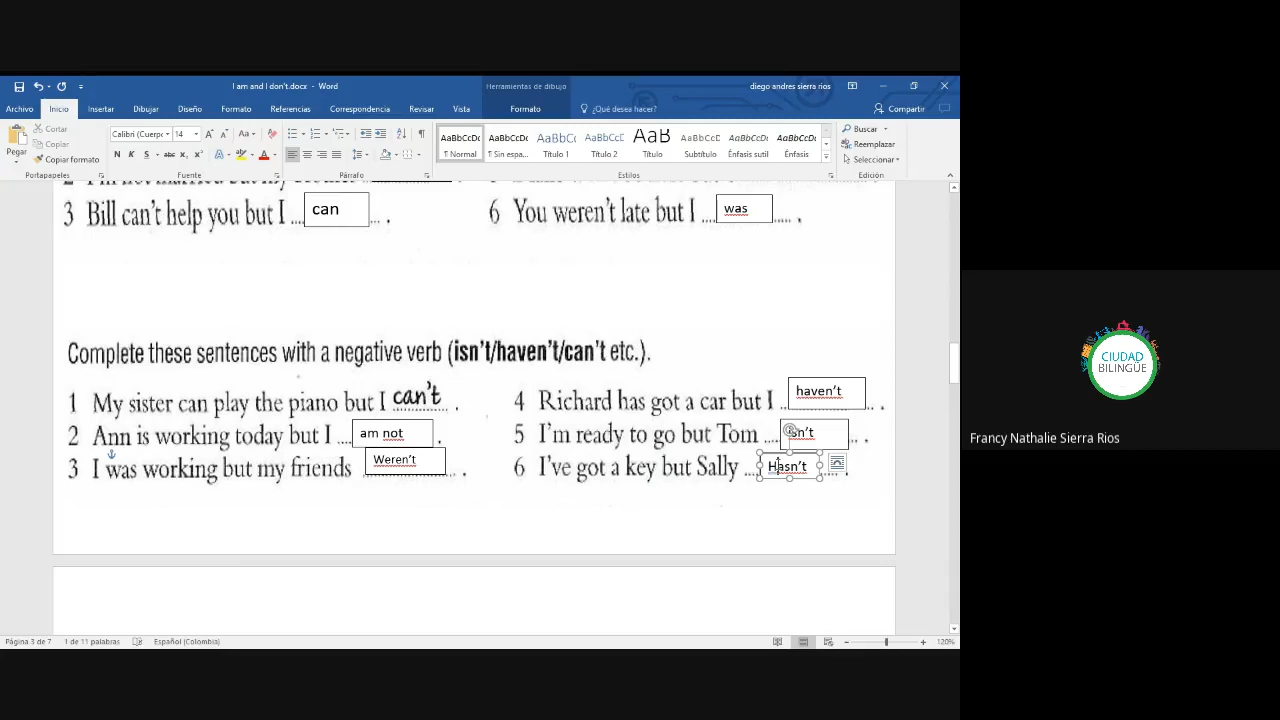 I am and I don't.docx - Word
Herramientas de dibujo
diego andres sierra rios
Archivo Inicio Insertar Dibujar Diseño Formato Referencias Correspondencia Revisar Vista Formato ¿Qué desea hacer? Compartir
Pegar
Cortar
Copiar
Copiar formato
Portapapeles
Calibri (Cuerpo 14
N K S abc x₂ x²
Fuente
Párrafo
AaBbCcDc AaBbCcDc AaBbC( AaBbCcC AaB AaBbCcD AaBbCcDc AaBbCcDc
¶ Normal ¶ Sin espa... Título 1 Título 2 Título Subtítulo Énfasis sutil Énfasis
Estilos
Buscar
Reemplazar
Seleccionar
Edición
3 Bill can't help you but I .... can ... .
6 You weren't late but I .... was ..... .
Complete these sentences with a negative verb (isn't/haven't/can't etc.).
1 My sister can play the piano but I can't .
2 Ann is working today but I .... am not .
3 I was working but my friends Weren't .
4 Richard has got a car but I .. haven't ... .
5 I'm ready to go but Tom .... isn't ... .
6 I've got a key but Sally .... Hasn't ..... .
CIUDAD
BILINGÜE
Francy Nathalie Sierra Rios
Página 3 de 7 1 de 11 palabras Español (Colombia) 120%